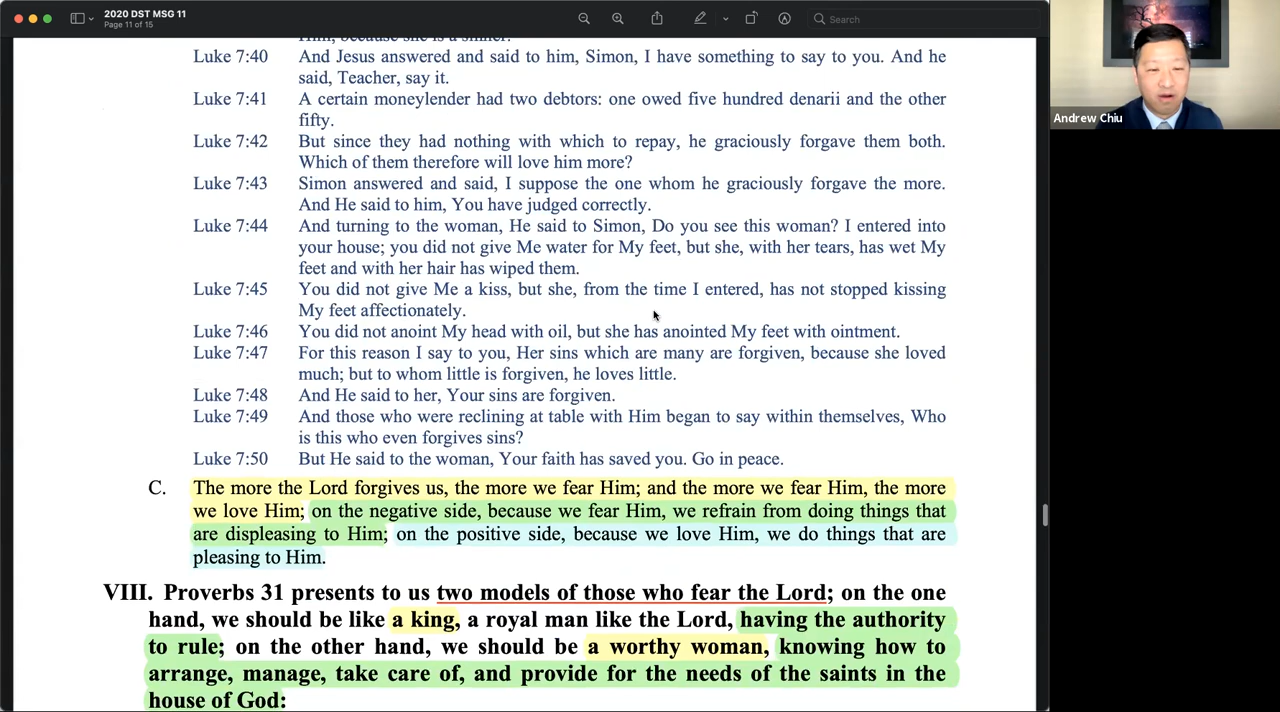 2020 DST MSG 11
Page 11 of 15
Search
Him, because she is a sinner.
Luke 7:40 And Jesus answered and said to him, Simon, I have something to say to you. And he
said, Teacher, say it.
Luke 7:41 A certain moneylender had two debtors: one owed five hundred denarii and the other
fifty.
Luke 7:42 But since they had nothing with which to repay, he graciously forgave them both.
Which of them therefore will love him more?
Luke 7:43 Simon answered and said, I suppose the one whom he graciously forgave the more.
And He said to him, You have judged correctly.
Luke 7:44 And turning to the woman, He said to Simon, Do you see this woman? I entered into
your house; you did not give Me water for My feet, but she, with her tears, has wet My
feet and with her hair has wiped them.
Luke 7:45 You did not give Me a kiss, but she, from the time I entered, has not stopped kissing
My feet affectionately.
Luke 7:46 You did not anoint My head with oil, but she has anointed My feet with ointment.
Luke 7:47 For this reason I say to you, Her sins which are many are forgiven, because she loved
much; but to whom little is forgiven, he loves little.
Luke 7:48 And He said to her, Your sins are forgiven.
Luke 7:49 And those who were reclining at table with Him began to say within themselves, Who
is this who even forgives sins?
Luke 7:50 But He said to the woman, Your faith has saved you. Go in peace.
C. The more the Lord forgives us, the more we fear Him; and the more we fear Him, the more
we love Him; on the negative side, because we fear Him, we refrain from doing things that
are displeasing to Him; on the positive side, because we love Him, we do things that are
pleasing to Him.
VIII. Proverbs 31 presents to us two models of those who fear the Lord; on the one
hand, we should be like a king, a royal man like the Lord, having the authority
to rule; on the other hand, we should be a worthy woman, knowing how to
arrange, manage, take care of, and provide for the needs of the saints in the
house of God:
Andrew Chiu